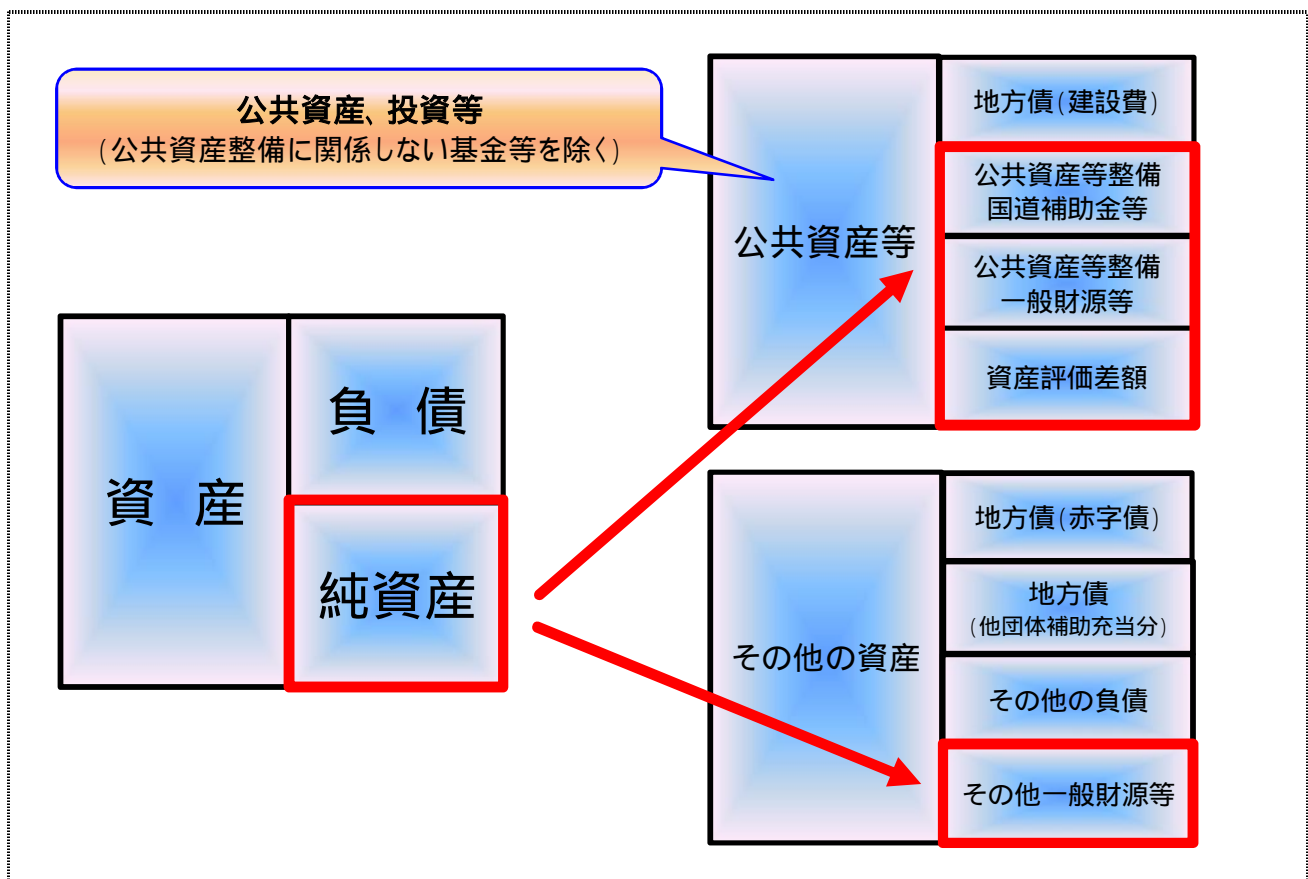 公共資産、投資等
(公共資産整備に関係しない基金等を除く)
資 産
負 債
純資産
公共資産等
地方債(建設費)
公共資産等整備
国道補助金等
公共資産等整備
一般財源等
資産評価差額
その他の資産
地方債(赤字債)
地方債
(他団体補助充当分)
その他の負債
その他一般財源等